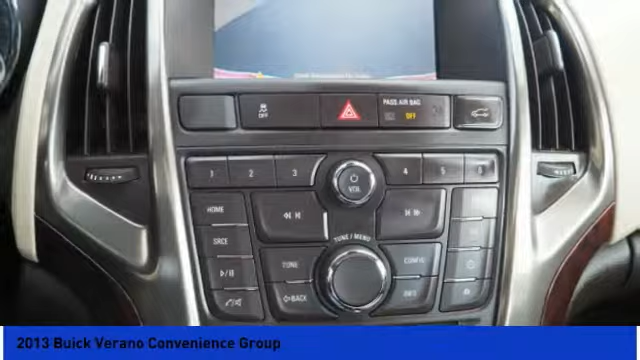 OFF
PASS AIR BAG
OFF
1 2 3
VOL
4 5 6
HOME
SRCE
TUNE / MENU
TONE
CONFIG
BACK
INFO
2013 Buick Verano Convenience Group